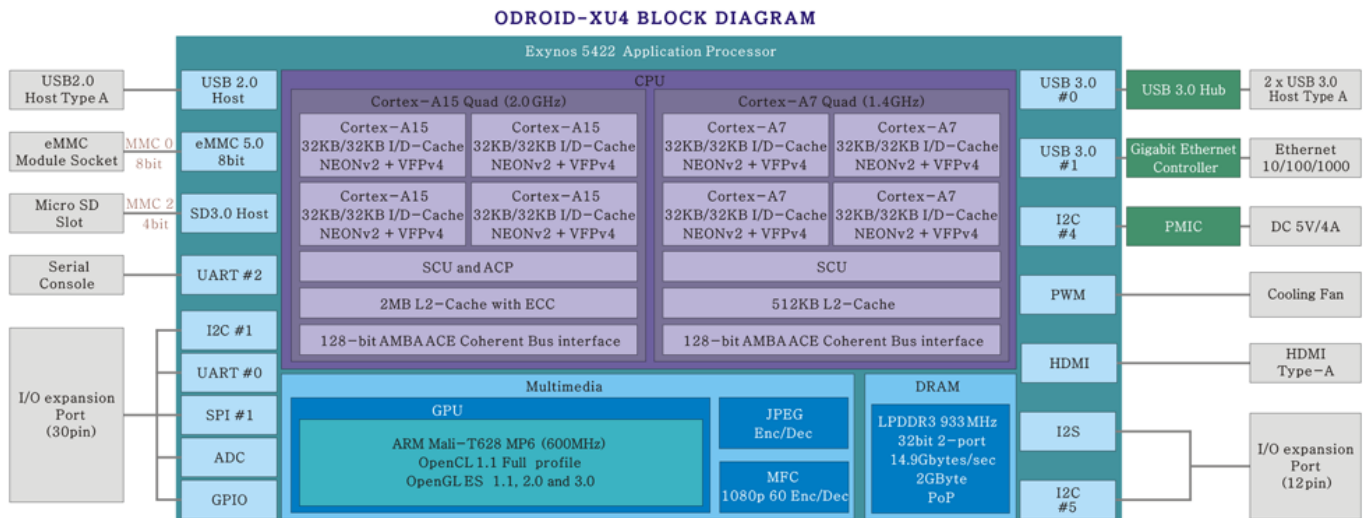 ODROID-XU4 BLOCK DIAGRAM
Exynos 5422 Application Processor
USB2.0
Host Type A
USB 2.0
Host
eMMC
Module Socket
MMC 0
8bit
eMMC 5.0
8bit
Micro SD
Slot
MMC 2
4bit
SD3.0 Host
Serial
Console
UART #2
I/O expansion
Port
(30pin)
I2C #1
UART #0
SPI #1
ADC
GPIO
CPU
Cortex-A15 Quad (2.0GHz)
Cortex-A15
32KB/32KB I/D-Cache
NEONv2 + VFPv4
Cortex-A15
32KB/32KB I/D-Cache
NEONv2 + VFPv4
Cortex-A15
32KB/32KB I/D-Cache
NEONv2 + VFPv4
Cortex-A15
32KB/32KB I/D-Cache
NEONv2 + VFPv4
SCU and ACP
2MB L2-Cache with ECC
128-bit AMBA ACE Coherent Bus interface
Cortex-A7 Quad (1.4GHz)
Cortex-A7
32KB/32KB I/D-Cache
NEONv2 + VFPv4
Cortex-A7
32KB/32KB I/D-Cache
NEONv2 + VFPv4
Cortex-A7
32KB/32KB I/D-Cache
NEONv2 + VFPv4
Cortex-A7
32KB/32KB I/D-Cache
NEONv2 + VFPv4
SCU
512KB L2-Cache
128-bit AMBA ACE Coherent Bus interface
Multimedia
GPU
ARM Mali-T628 MP6 (600MHz)
OpenCL 1.1 Full profile
OpenGL ES 1.1, 2.0 and 3.0
JPEG
Enc/Dec
MFC
1080p 60 Enc/Dec
DRAM
LPDDR3 933MHz
32bit 2-port
14.9Gbytes/sec
2GByte
PoP
USB 3.0
#0
USB 3.0 Hub
2 x USB 3.0
Host Type A
USB 3.0
#1
Gigabit Ethernet
Controller
Ethernet
10/100/1000
I2C
#4
PMIC
DC 5V/4A
PWM
Cooling Fan
HDMI
HDMI
Type-A
I2S
I2C
#5
I/O expansion
Port
(12pin)